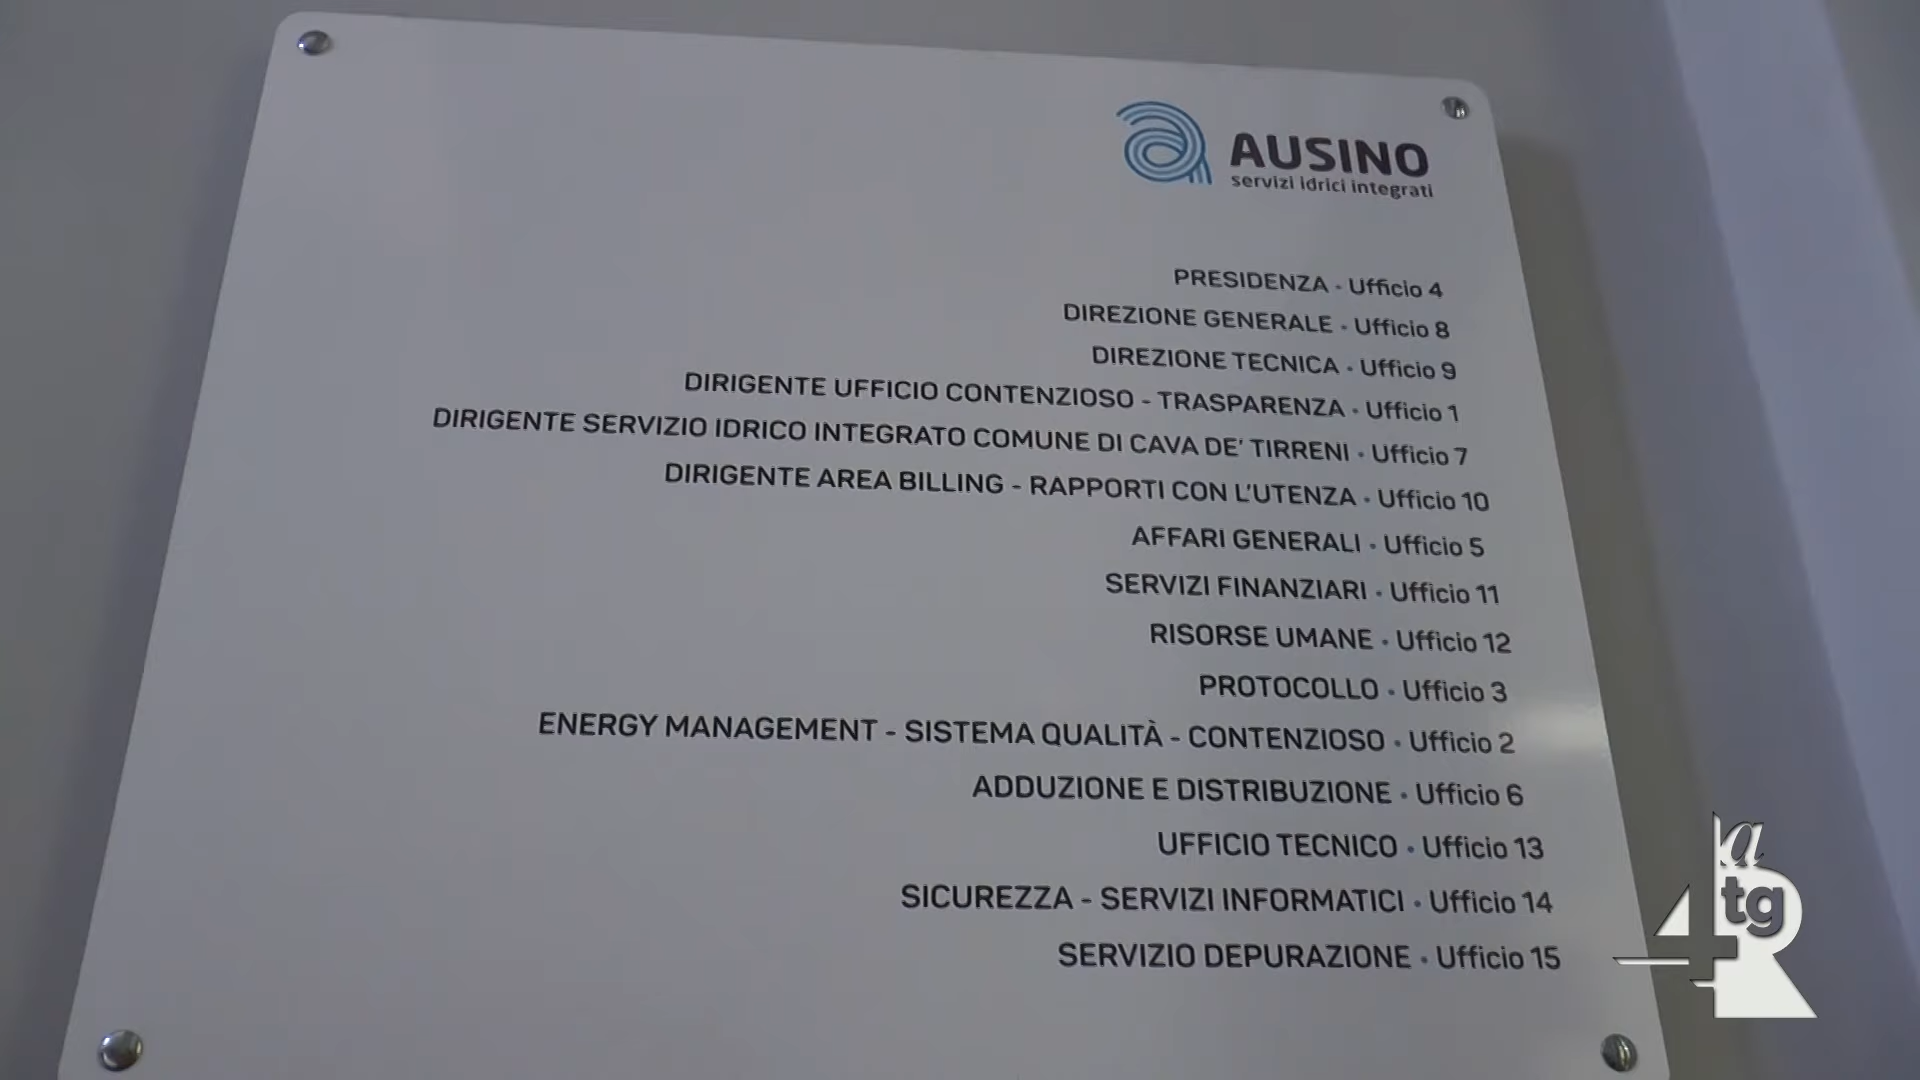 AUSINO
servizi idrici integrati
PRESIDENZA • Ufficio 4
DIREZIONE GENERALE • Ufficio 8
DIREZIONE TECNICA • Ufficio 9
DIRIGENTE UFFICIO CONTENZIOSO - TRASPARENZA • Ufficio 1
DIRIGENTE SERVIZIO IDRICO INTEGRATO COMUNE DI CAVA DE' TIRRENI • Ufficio 7
DIRIGENTE AREA BILLING - RAPPORTI CON L'UTENZA • Ufficio 10
AFFARI GENERALI • Ufficio 5
SERVIZI FINANZIARI • Ufficio 11
RISORSE UMANE • Ufficio 12
PROTOCOLLO • Ufficio 3
ENERGY MANAGEMENT - SISTEMA QUALITÀ - CONTENZIOSO • Ufficio 2
ADDUZIONE E DISTRIBUZIONE • Ufficio 6
UFFICIO TECNICO • Ufficio 13
SICUREZZA - SERVIZI INFORMATICI • Ufficio 14
SERVIZIO DEPURAZIONE • Ufficio 15
la
tg
4R